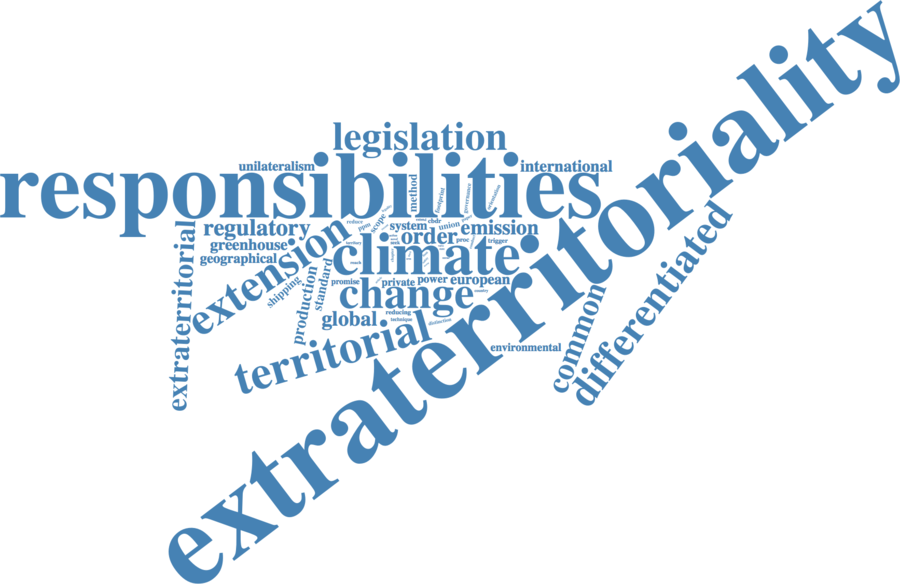 extraterritoriality
legislation
unilateralism
international
responsibilities
method
footprint
governance
orientation
reduce
ppm
scope
system
cbdr
union
regulatory
order
emission
proc
trigger
greenhouse
geographical
extension
territory
climate
extraterritorial
shipping
production
standard
promise
private
power
european
country
change
global
reducing
technique
distinction
territorial
environmental
common
differentiated